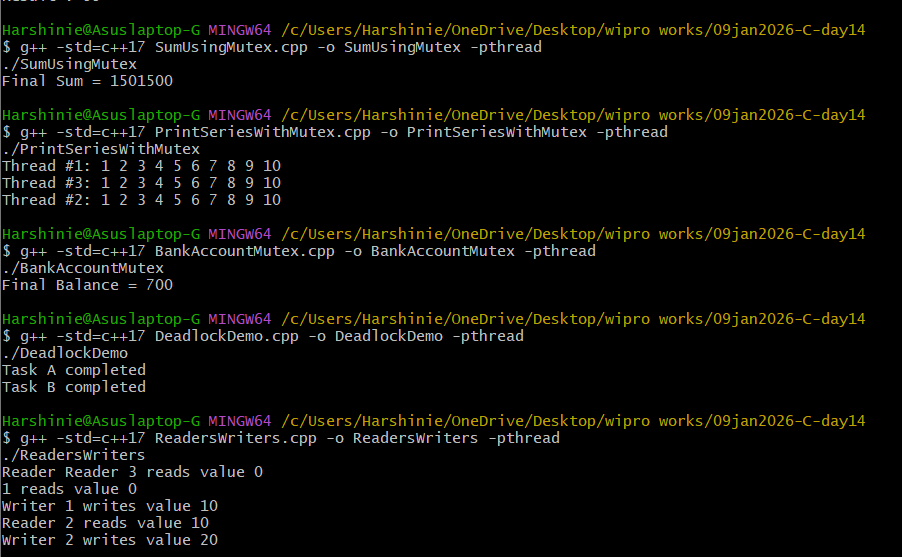 Harshinie@Asuslaptop-G MINGW64 /c/Users/Harshinie/OneDrive/Desktop/wipro works/09jan2026-C-day14
$ g++ -std=c++17 SumUsingMutex.cpp -o SumUsingMutex -pthread
./SumUsingMutex
Final Sum = 1501500
Harshinie@Asuslaptop-G MINGW64 /c/Users/Harshinie/OneDrive/Desktop/wipro works/09jan2026-C-day14
$ g++ -std=c++17 PrintSeriesWithMutex.cpp -o PrintSeriesWithMutex -pthread
./PrintSeriesWithMutex
Thread #1: 1 2 3 4 5 6 7 8 9 10
Thread #3: 1 2 3 4 5 6 7 8 9 10
Thread #2: 1 2 3 4 5 6 7 8 9 10
Harshinie@Asuslaptop-G MINGW64 /c/Users/Harshinie/OneDrive/Desktop/wipro works/09jan2026-C-day14
$ g++ -std=c++17 BankAccountMutex.cpp -o BankAccountMutex -pthread
./BankAccountMutex
Final Balance = 700
Harshinie@Asuslaptop-G MINGW64 /c/Users/Harshinie/OneDrive/Desktop/wipro works/09jan2026-C-day14
$ g++ -std=c++17 DeadlockDemo.cpp -o DeadlockDemo -pthread
./DeadlockDemo
Task A completed
Task B completed
Harshinie@Asuslaptop-G MINGW64 /c/Users/Harshinie/OneDrive/Desktop/wipro works/09jan2026-C-day14
$ g++ -std=c++17 ReadersWriters.cpp -o ReadersWriters -pthread
./ReadersWriters
Reader Reader 3 reads value 0
1 reads value 0
Writer 1 writes value 10
Reader 2 reads value 10
Writer 2 writes value 20